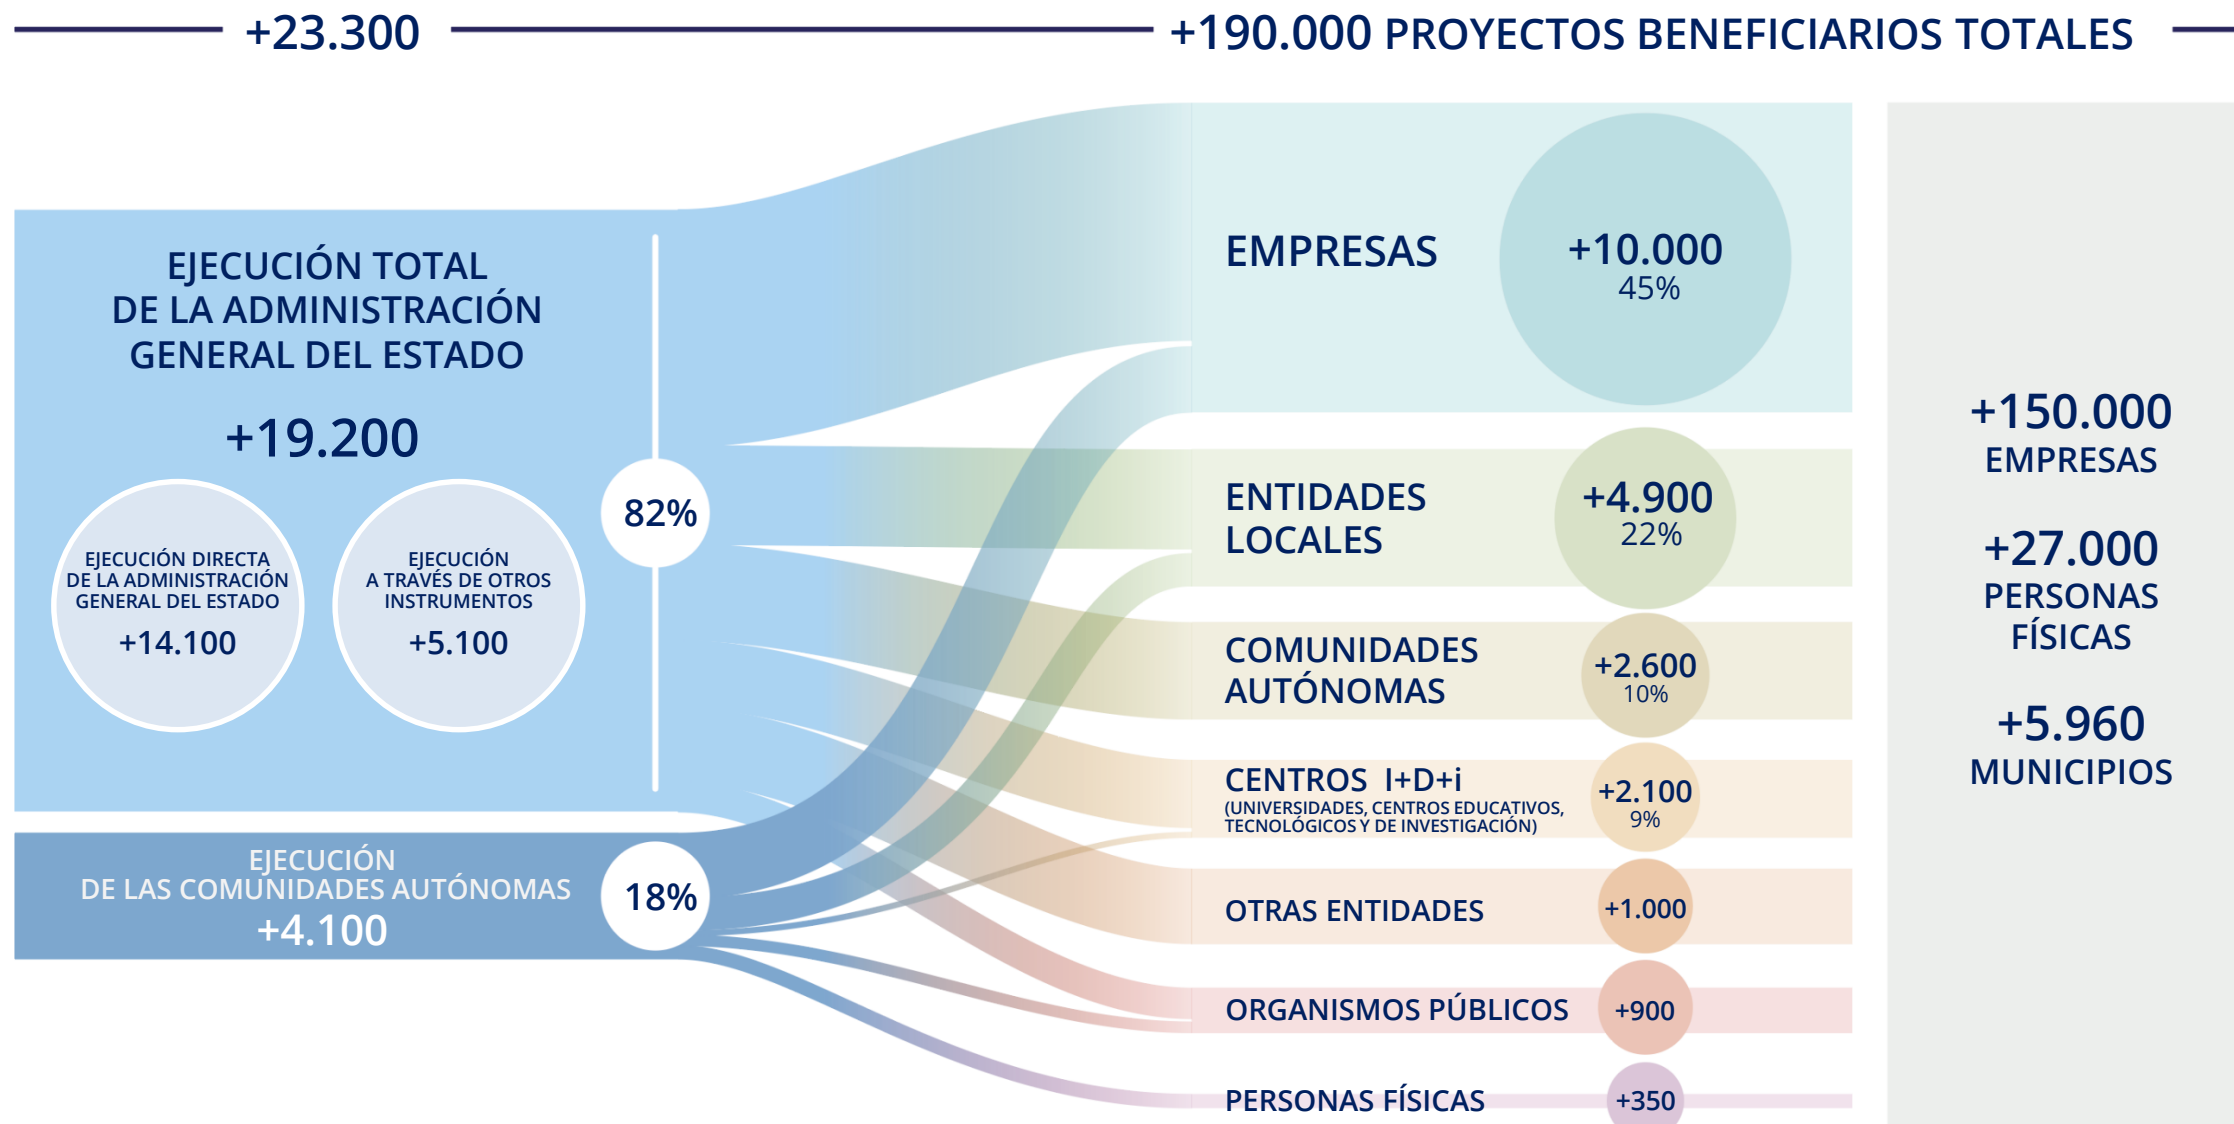 +23.300
+190.000 PROYECTOS BENEFICIARIOS TOTALES
EJECUCIÓN TOTAL
DE LA ADMINISTRACIÓN
GENERAL DEL ESTADO
+19.200
EJECUCIÓN DIRECTA
DE LA ADMINISTRACIÓN
GENERAL DEL ESTADO
+14.100
EJECUCIÓN
A TRAVÉS DE OTROS
INSTRUMENTOS
+5.100
82%
EJECUCIÓN
DE LAS COMUNIDADES AUTÓNOMAS
+4.100
18%
EMPRESAS
+10.000
45%
ENTIDADES
LOCALES
+4.900
22%
COMUNIDADES
AUTÓNOMAS
+2.600
10%
CENTROS I+D+i
(UNIVERSIDADES, CENTROS EDUCATIVOS,
TECNOLÓGICOS Y DE INVESTIGACIÓN)
+2.100
9%
OTRAS ENTIDADES
+1.000
ORGANISMOS PÚBLICOS
+900
PERSONAS FÍSICAS
+350
+150.000
EMPRESAS
+27.000
PERSONAS
FÍSICAS
+5.960
MUNICIPIOS